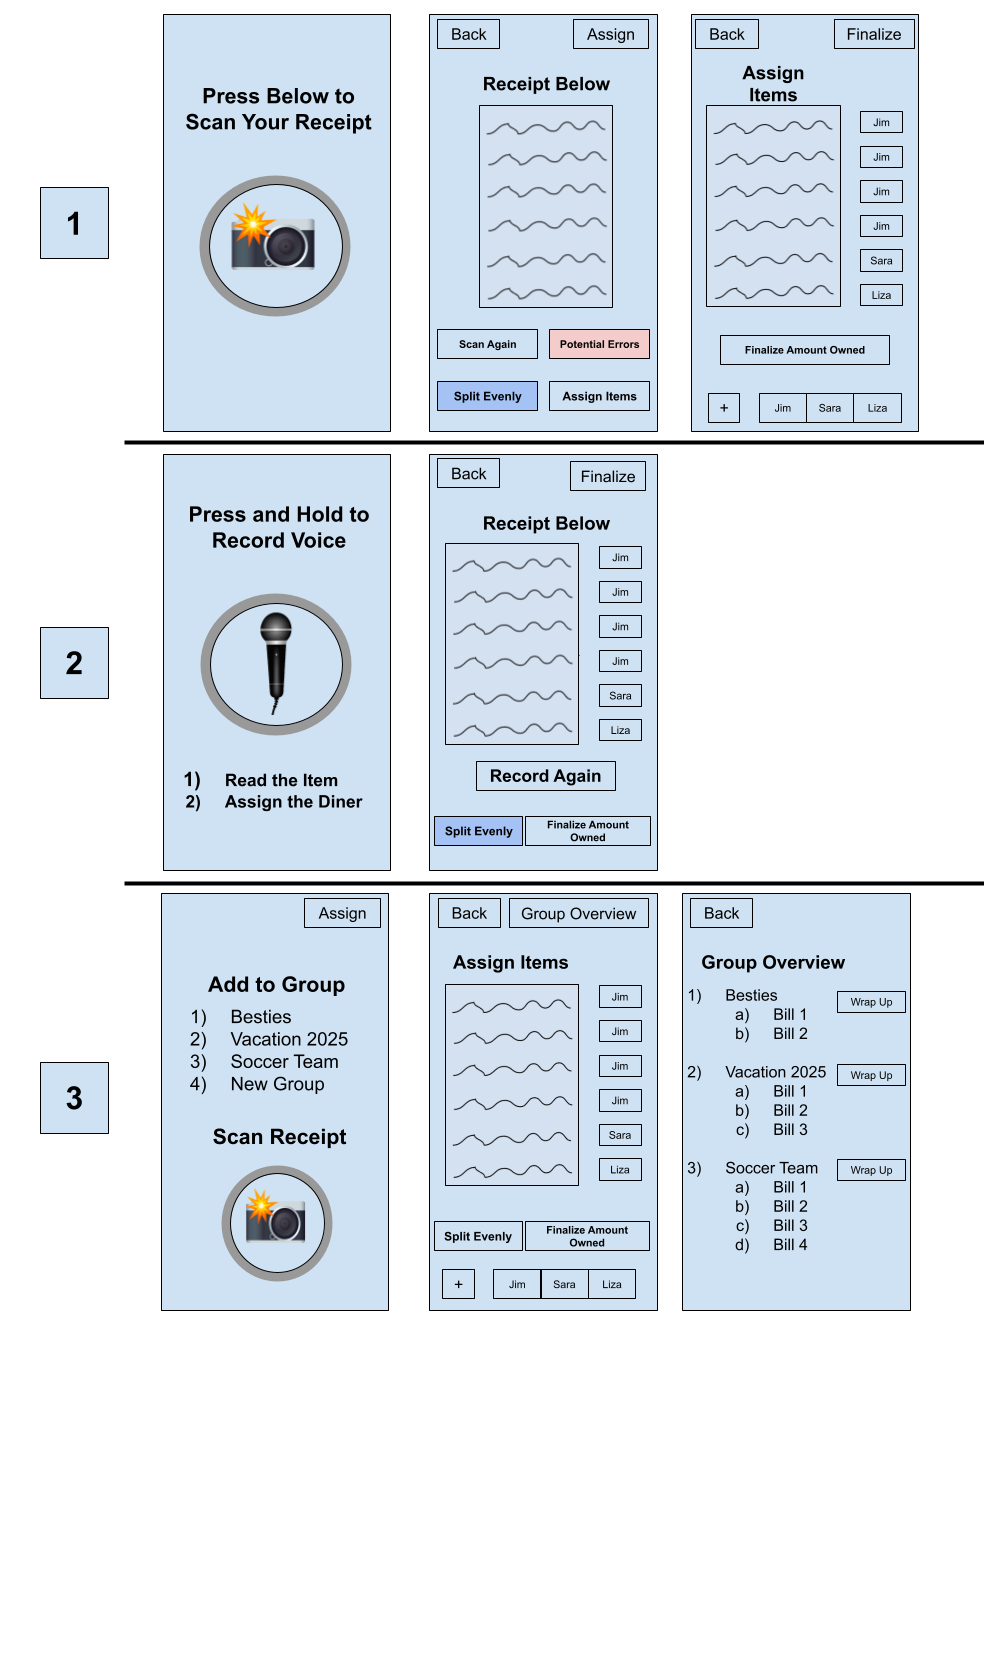 1
Press Below to
Scan Your Receipt
Back
Assign
Receipt Below
Scan Again
Potential Errors
Split Evenly
Assign Items
Back
Finalize
Assign
Items
Jim
Jim
Jim
Jim
Sara
Liza
Finalize Amount Owned
+
Jim
Sara
Liza
2
Press and Hold to
Record Voice
1) Read the Item
2) Assign the Diner
Back
Finalize
Receipt Below
Jim
Jim
Jim
Jim
Sara
Liza
Record Again
Split Evenly
Finalize Amount
Owned
3
Assign
Add to Group
1) Besties
2) Vacation 2025
3) Soccer Team
4) New Group
Scan Receipt
Back
Group Overview
Assign Items
Jim
Jim
Jim
Jim
Sara
Liza
Split Evenly
Finalize Amount
Owned
+
Jim
Sara
Liza
Back
Group Overview
1) Besties
Wrap Up
a) Bill 1
b) Bill 2
2) Vacation 2025
Wrap Up
a) Bill 1
b) Bill 2
c) Bill 3
3) Soccer Team
Wrap Up
a) Bill 1
b) Bill 2
c) Bill 3
d) Bill 4